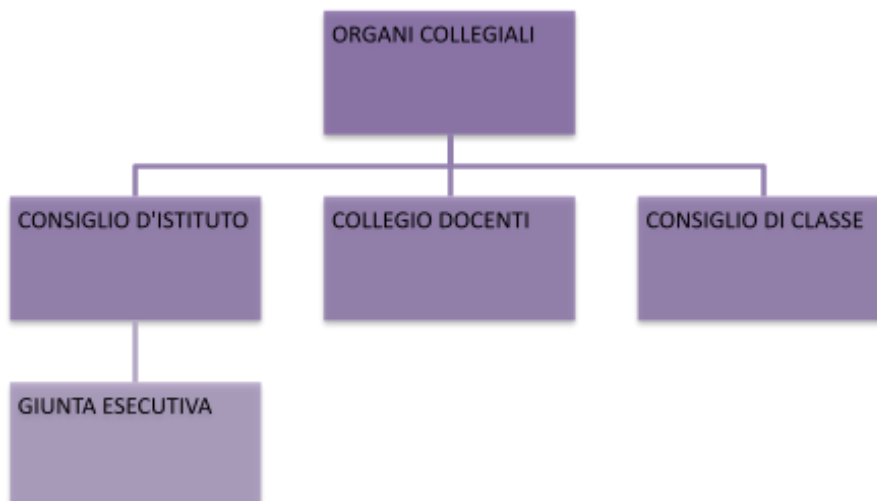 ORGANI COLLEGIALI
CONSIGLIO D'ISTITUTO
COLLEGIO DOCENTI
CONSIGLIO DI CLASSE
GIUNTA ESECUTIVA